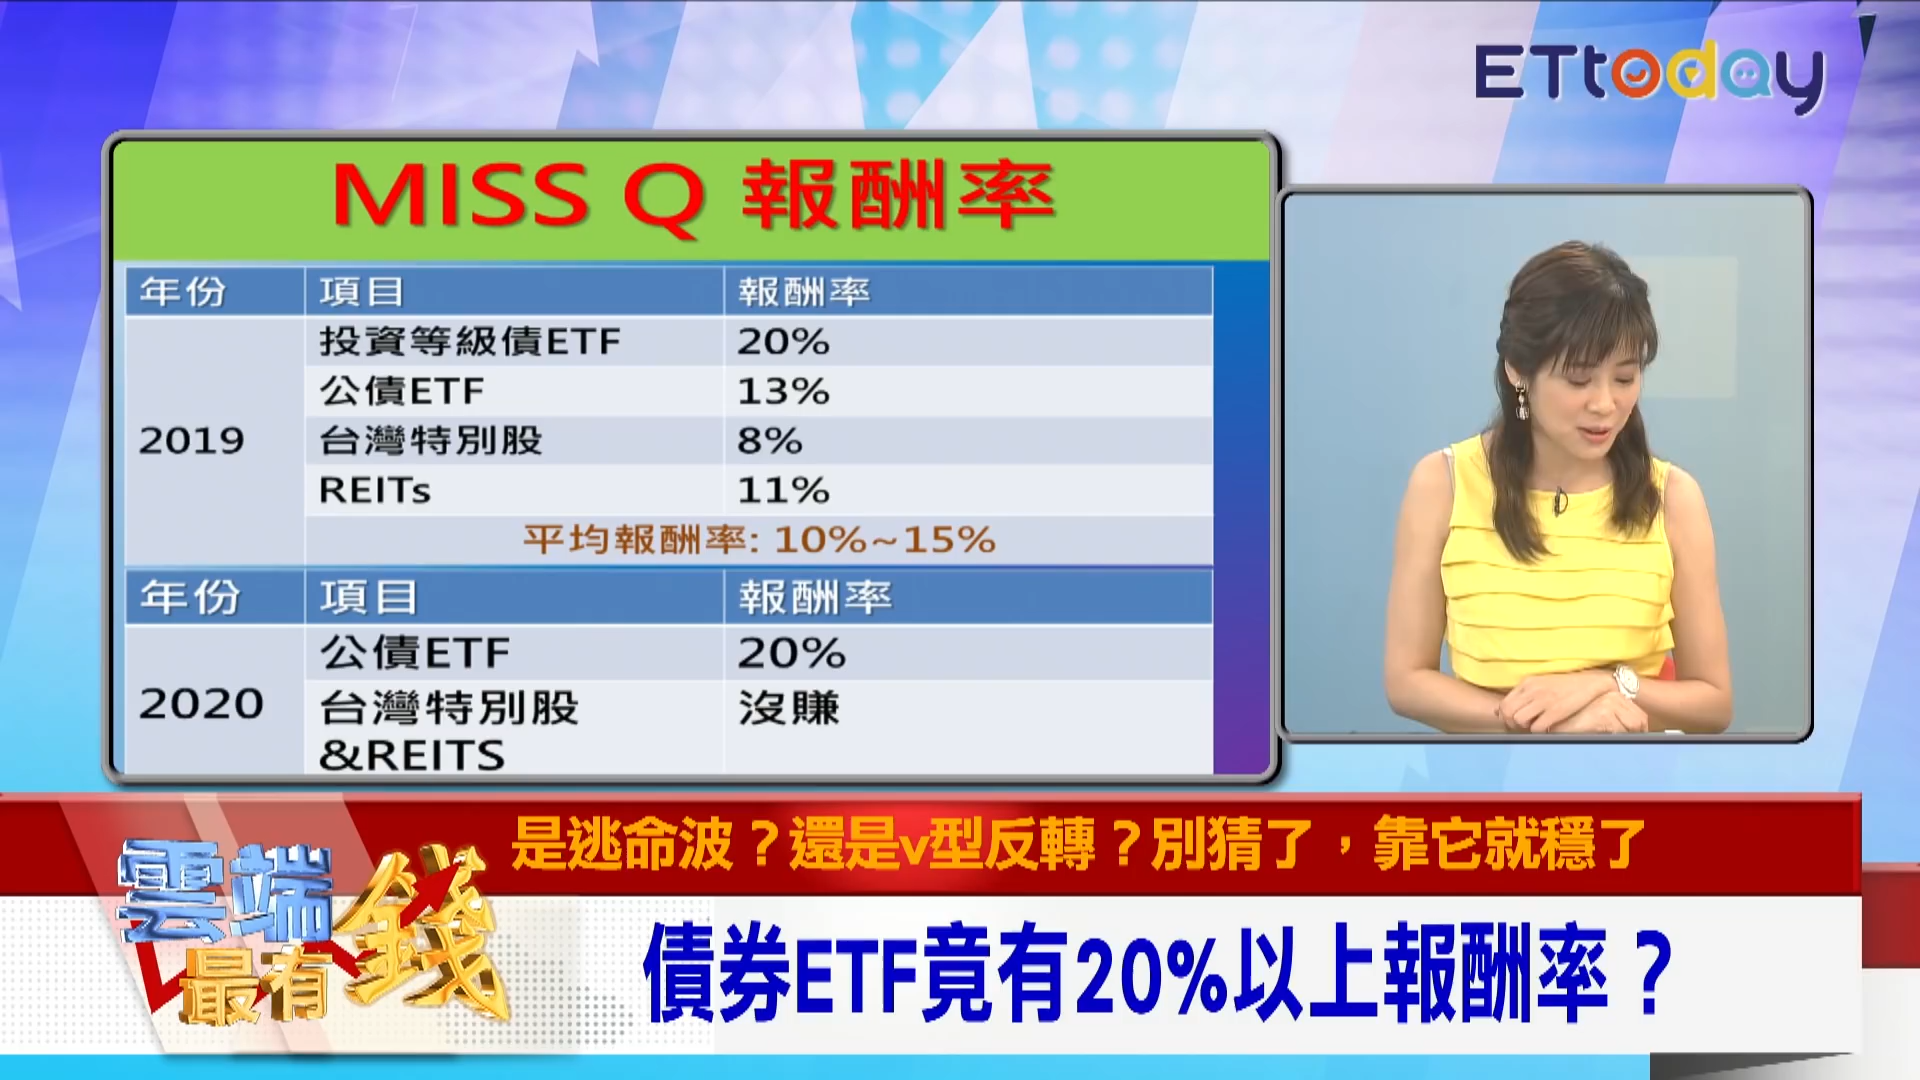 ETtoday
MISS Q 報酬率
年份 項目 報酬率
投資等級債ETF 20%
公債ETF 13%
2019 台灣特別股 8%
REITs 11%
平均報酬率: 10%~15%
年份 項目 報酬率
公債ETF 20%
2020 台灣特別股 沒賺
&REITS
是逃命波？還是v型反轉？別猜了，靠它就穩了
雲端最有錢
債券ETF竟有20%以上報酬率？